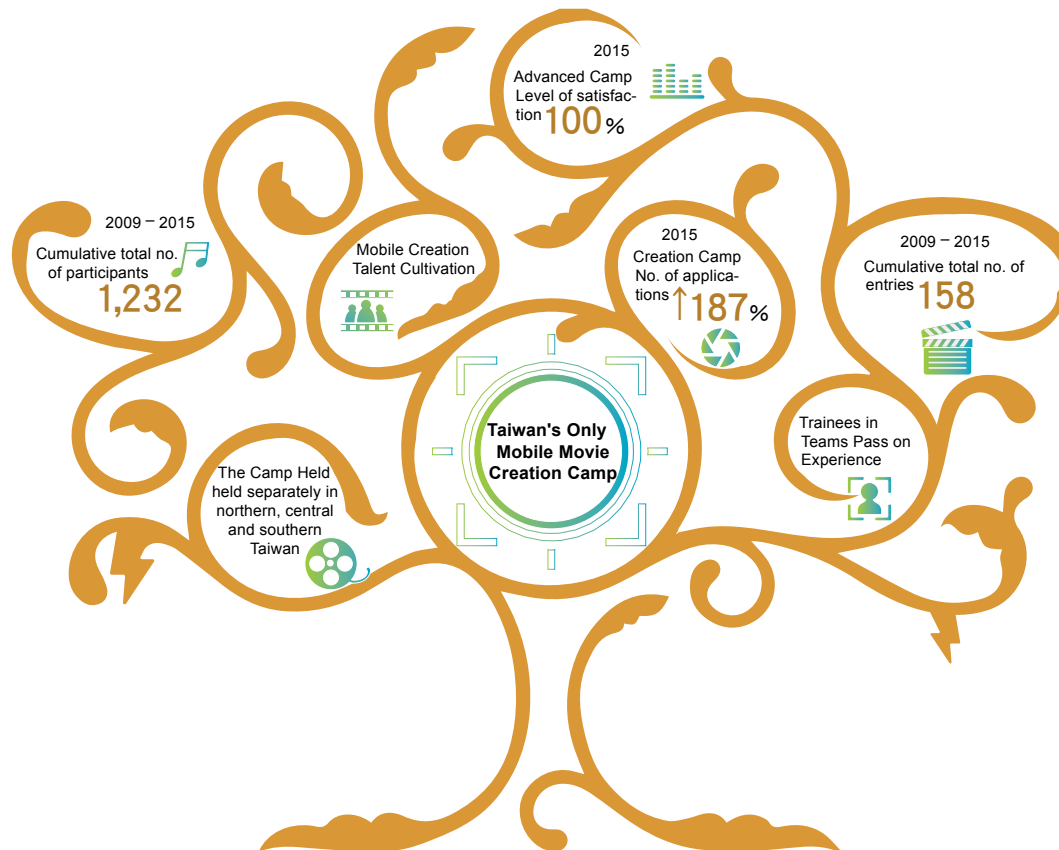 2015
Advanced Camp
Level of satisfac-
tion 100%
2009 – 2015
Cumulative total no.
of participants
1,232
Mobile Creation
Talent Cultivation
2015
Creation Camp
No. of applica-
tions ↑187%
2009 – 2015
Cumulative total no. of
entries 158
Taiwan's Only
Mobile Movie
Creation Camp
Trainees in
Teams Pass on
Experience
The Camp Held
held separately in
northern, central
and southern
Taiwan